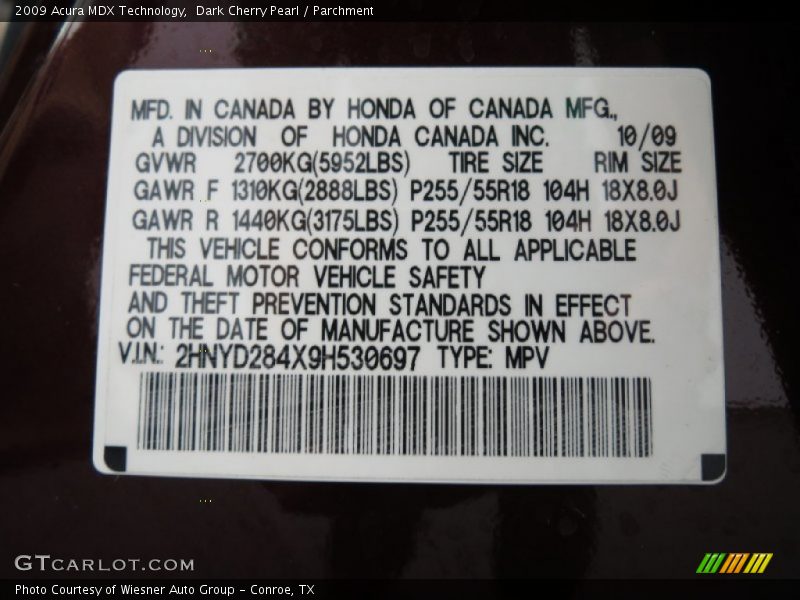 2009 Acura MDX Technology,  Dark Cherry Pearl / Parchment
MFD. IN CANADA BY HONDA OF CANADA MFG.,
A DIVISION OF HONDA CANADA INC. 10/09
GVWR 2700KG(5952LBS) TIRE SIZE RIM SIZE
GAWR F 1310KG(2888LBS) P255/55R18 104H 18X8.0J
GAWR R 1440KG(3175LBS) P255/55R18 104H 18X8.0J
THIS VEHICLE CONFORMS TO ALL APPLICABLE
FEDERAL MOTOR VEHICLE SAFETY
AND THEFT PREVENTION STANDARDS IN EFFECT
ON THE DATE OF MANUFACTURE SHOWN ABOVE.
V.I.N.: 2HNYD284X9H530697 TYPE: MPV
GTCARLOT.COM
Photo Courtesy of Wiesner Auto Group - Conroe, TX